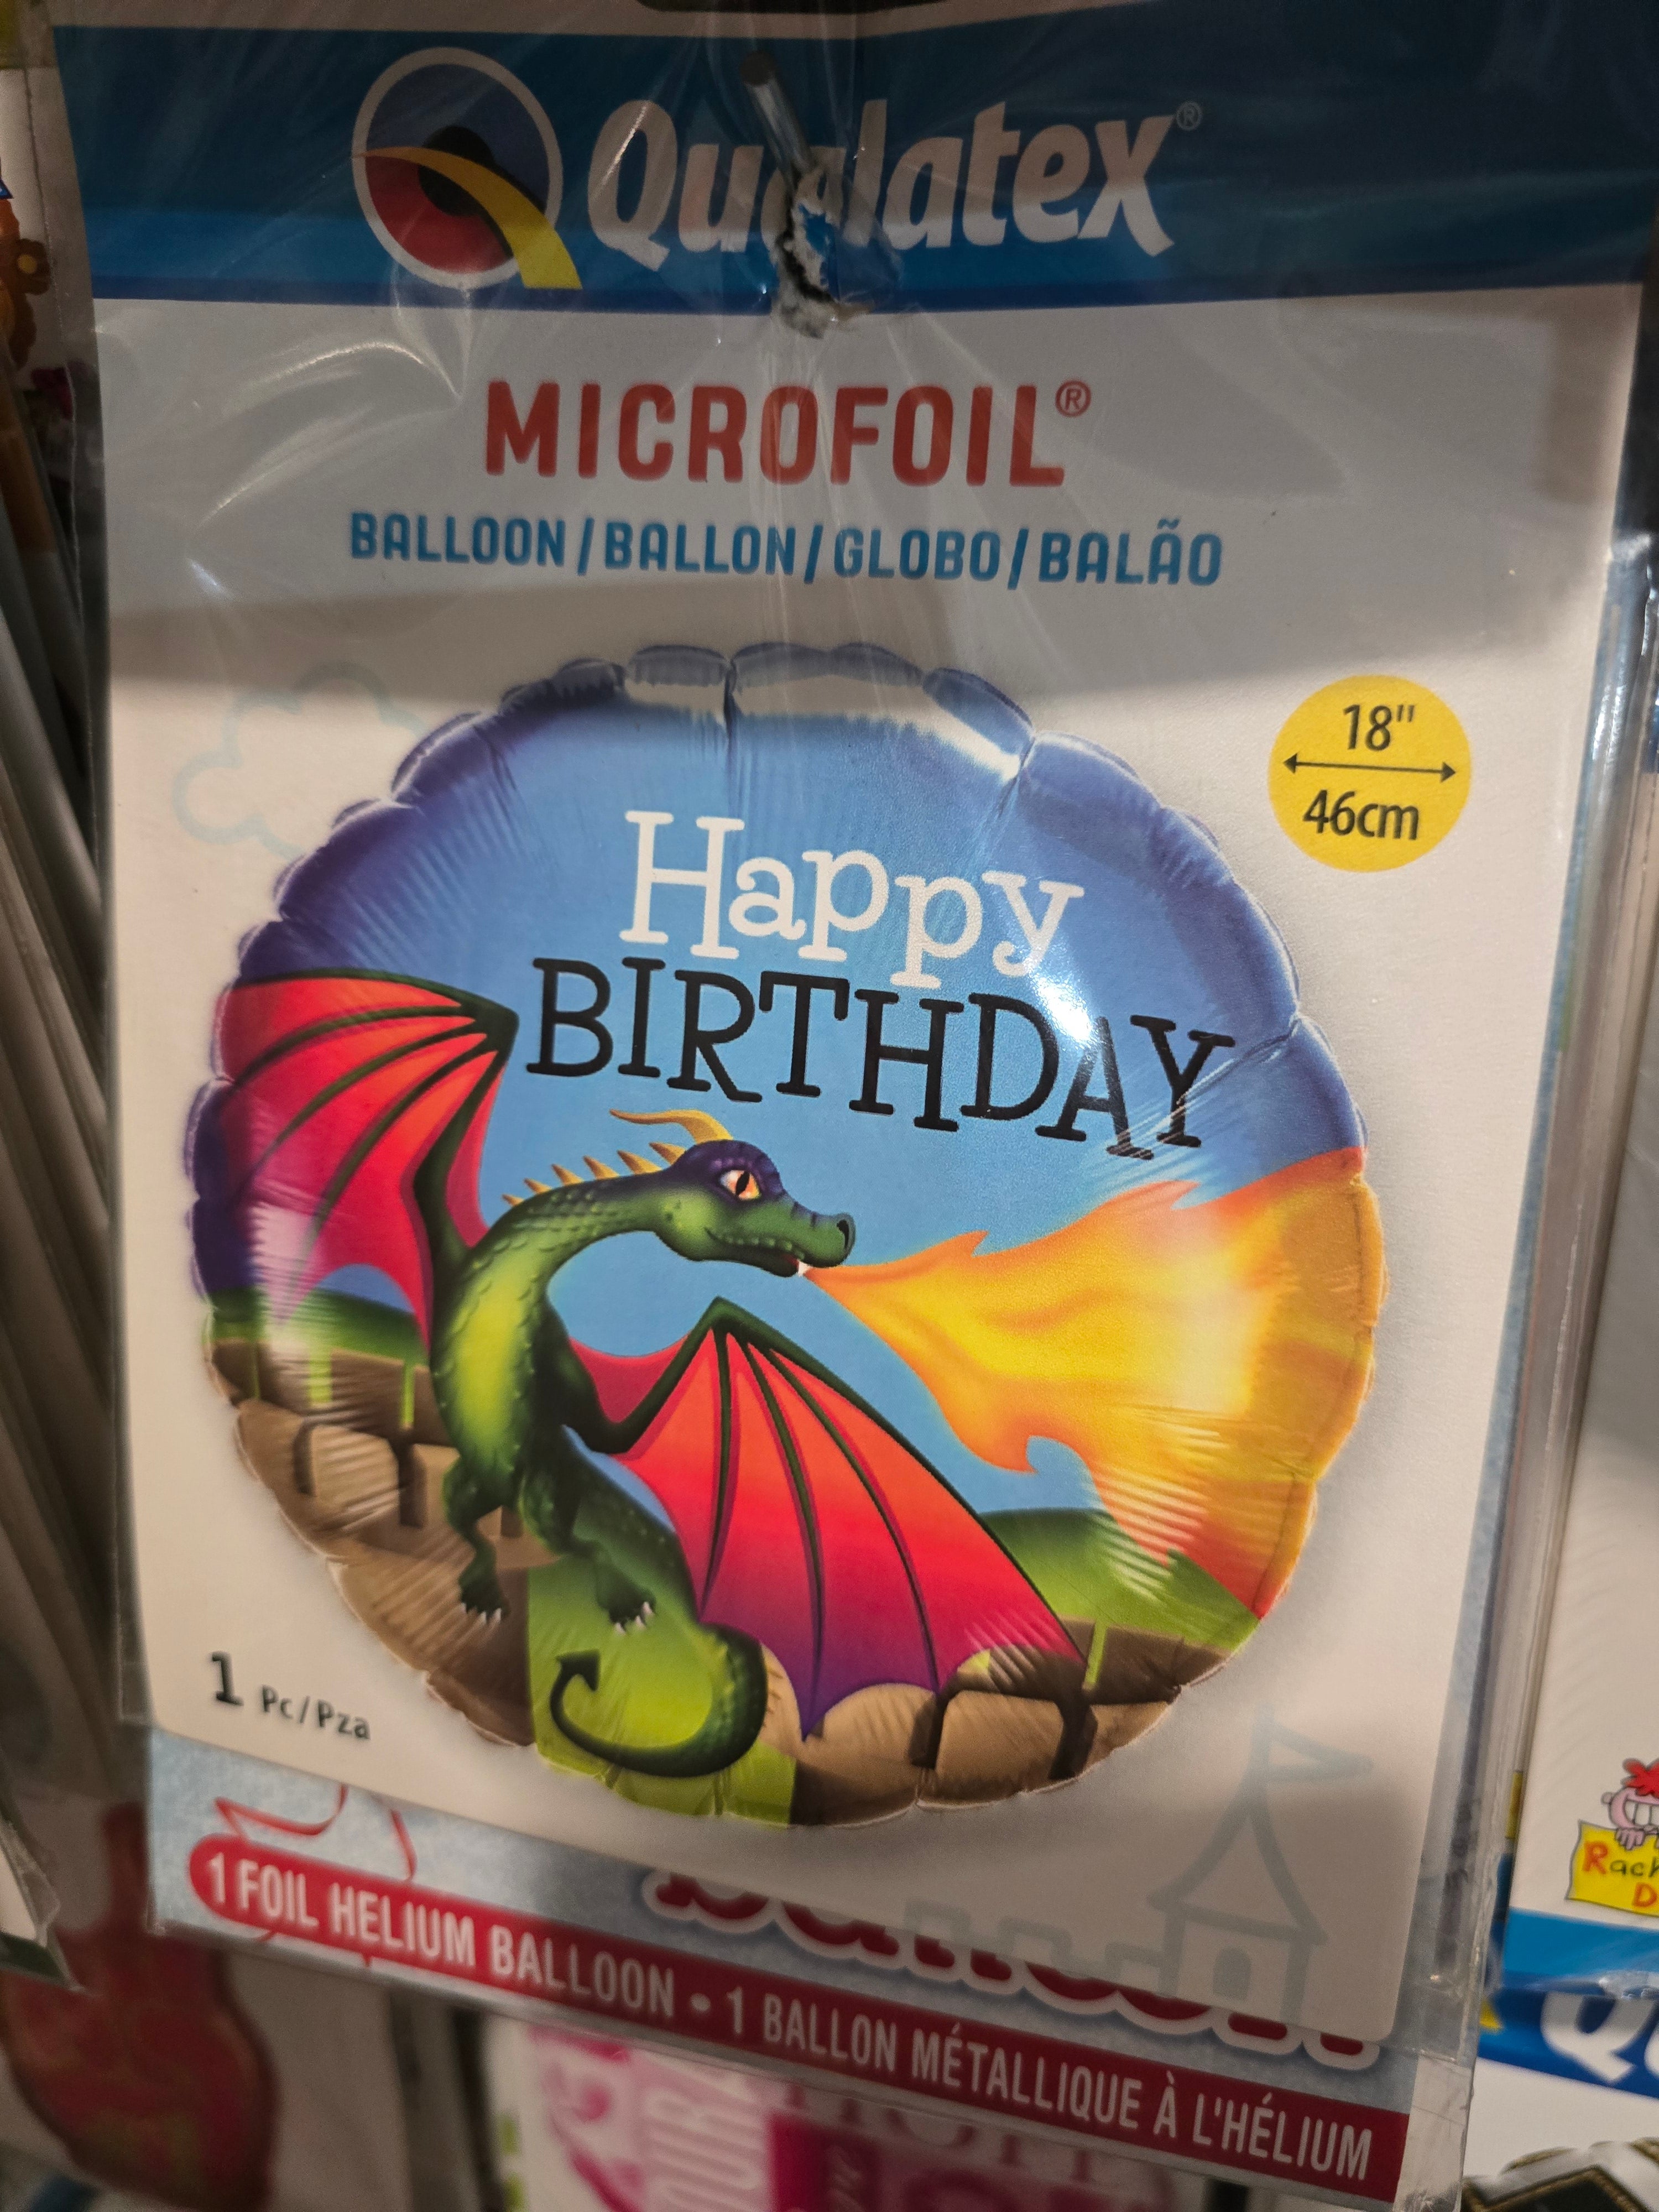 Qualatex®
MICROFOIL®
BALLOON/BALLON/GLOBO/BALÃO
18"
46cm
Happy
BIRTHDAY
1 Pc/Pza
1 FOIL HELIUM BALLOON • 1 BALLON MÉTALLIQUE À L'HÉLIUM